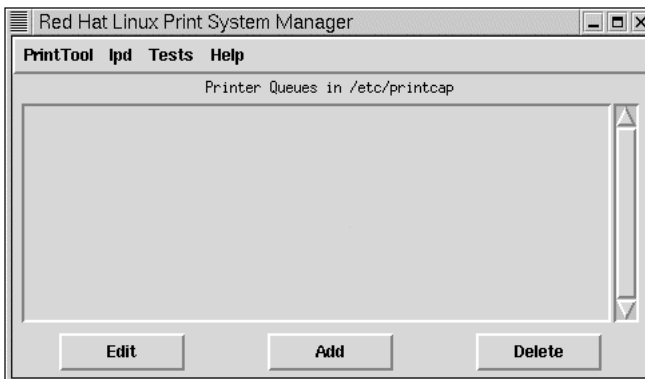 Red Hat Linux Print System Manager
PrintTool lpd Tests Help
Printer Queues in /etc/printcap
Edit Add Delete